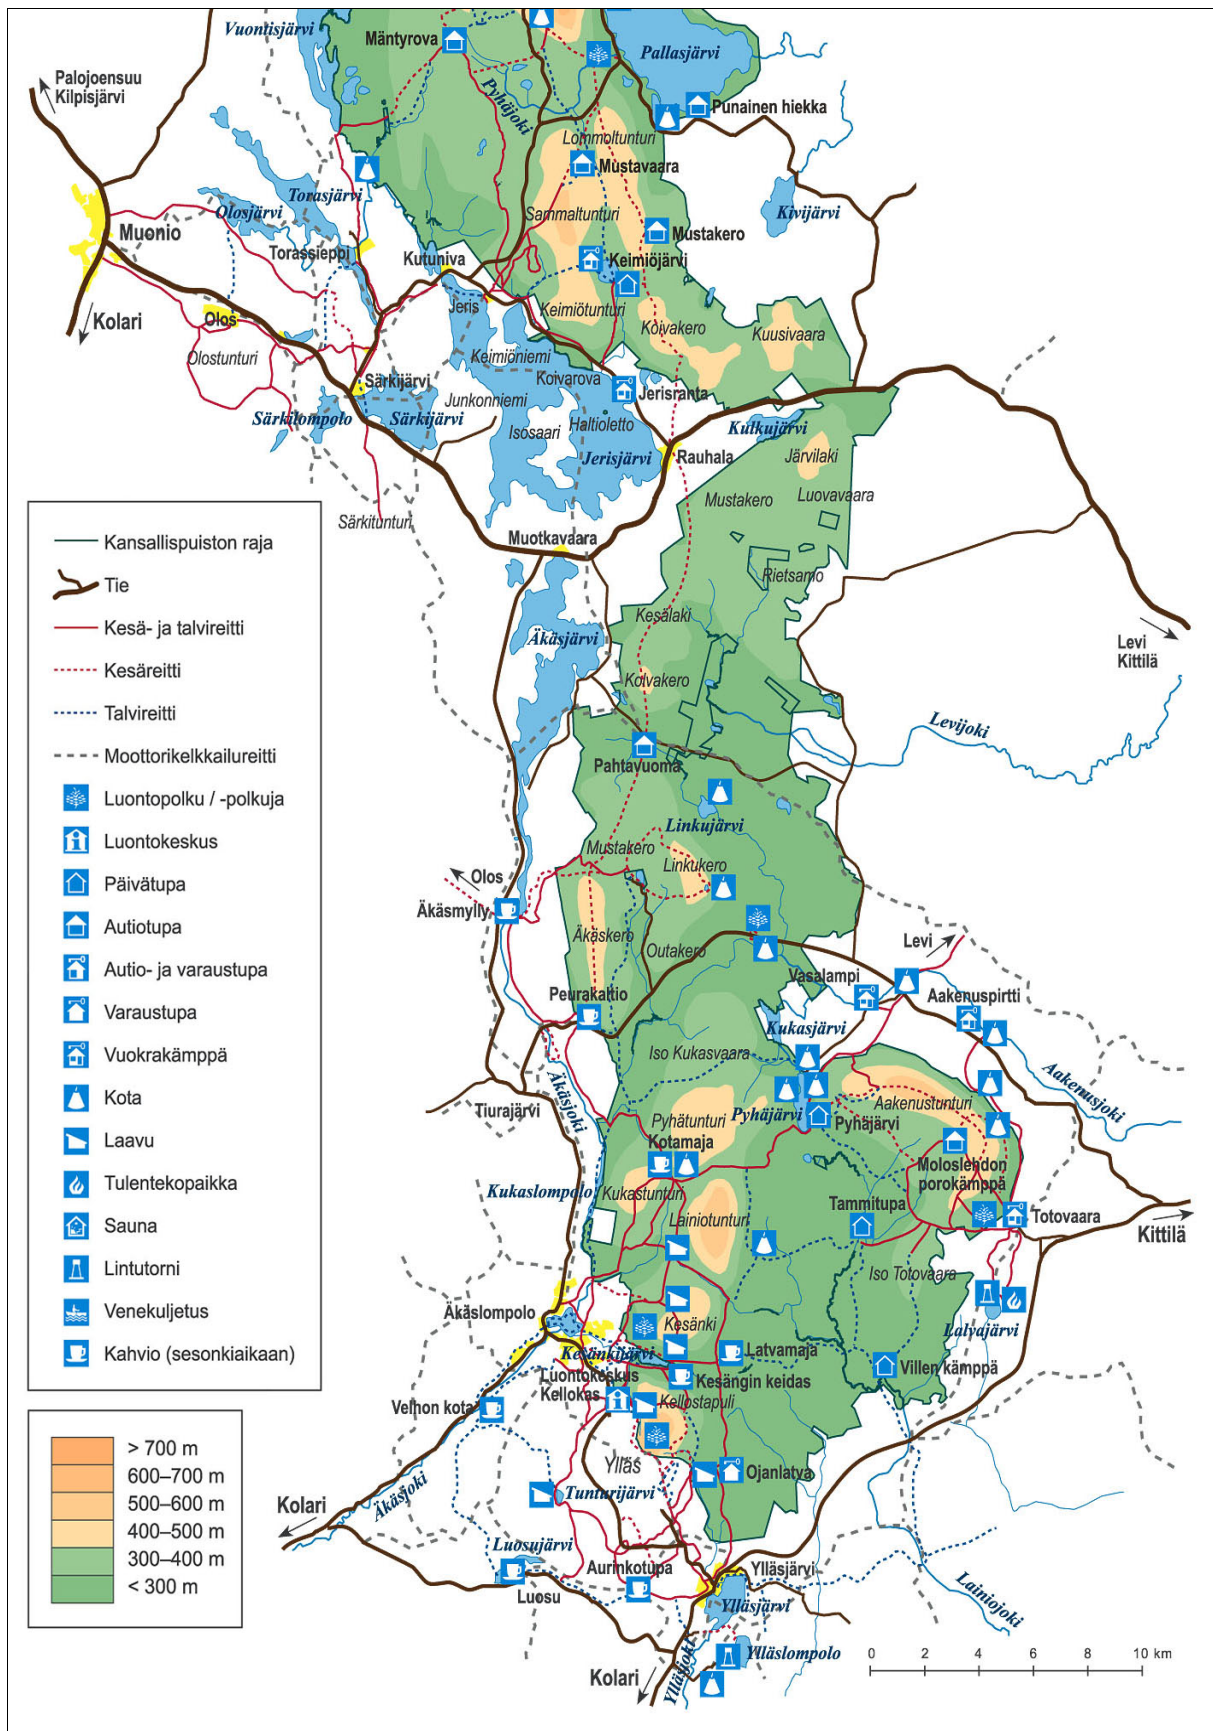 Vuontisjärvi
Mäntyrova
Pallasjärvi
Palojoensuu
Kilpisjärvi
Pyhäjoki
Punainen hiekka
Lommoltunturi
Mustavaara
Torasjärvi
Olosjärvi
Sammaltunturi
Kivijärvi
Muonio
Mustakero
Torassieppi
Kutuniva
Keimiöjärvi
Kolari
Olos
Jeris
Keimiötunturi
Koivakero
Kuusivaara
Olostunturi
Keimiöniemi
Särkijärvi
Koivarova
Jerisranta
Junkonniemi
Särkilompolo
Särkijärvi
Isosaari
Haltioletto
Kulkujärvi
Jerisjärvi
Rauhala
Järvilaki
Mustakero
Luovavaara
Särkitunturi
Muotkavaara
Kansallispuiston raja
Tie
Kesä- ja talvireitti
Kesäreitti
Talvireitti
Moottorikelkkailureitti
Luontopolku / -polkuja
Luontokeskus
Päivätupa
Autiotupa
Autio- ja varaustupa
Varaustupa
Vuokrakämppä
Kota
Laavu
Tulentekopaikka
Sauna
Lintutorni
Venekuljetus
Kahvio (sesonkiaikaan)
Rietsamo
Kesälaki
Äkäsjärvi
Levi
Kittilä
Kolvakero
Levijoki
Pahtavuoma
Linkujärvi
Mustakero
Linkukero
Olos
Äkäsmylly
Äkäskero
Outakero
Levi
Vasalampi
Peurakaltio
Aakenuspirtti
Kukasjärvi
Iso Kukasvaara
Äkäsjoki
Aakenusjoki
Tiurajärvi
Aakenustunturi
Pyhätunturi
Pyhäjärvi
Pyhäjärvi
Kotamaja
Moloslehdon
porokämppä
Kukaslompolo
Kukastunturi
Tammitupa
Totovaara
Lainiotunturi
Kittilä
Iso Totovaara
Äkäslompolo
Kesänki
Lalvajärvi
Kesänkijärvi
Latvamaja
Luontokeskus
Kellokas
Kesängin keidas
Villen kämppä
Velhon kota
Kellostapuli
> 700 m
600–700 m
500–600 m
400–500 m
300–400 m
< 300 m
Ylläs
Ojanlatva
Kolari
Äkäsjoki
Tunturijärvi
Luosujärvi
Aurinkotupa
Ylläsjärvi
Luosu
Ylläsjärvi
Lainiojoki
Ylläsjoki
Ylläslompolo
Kolari
0 2 4 6 8 10 km